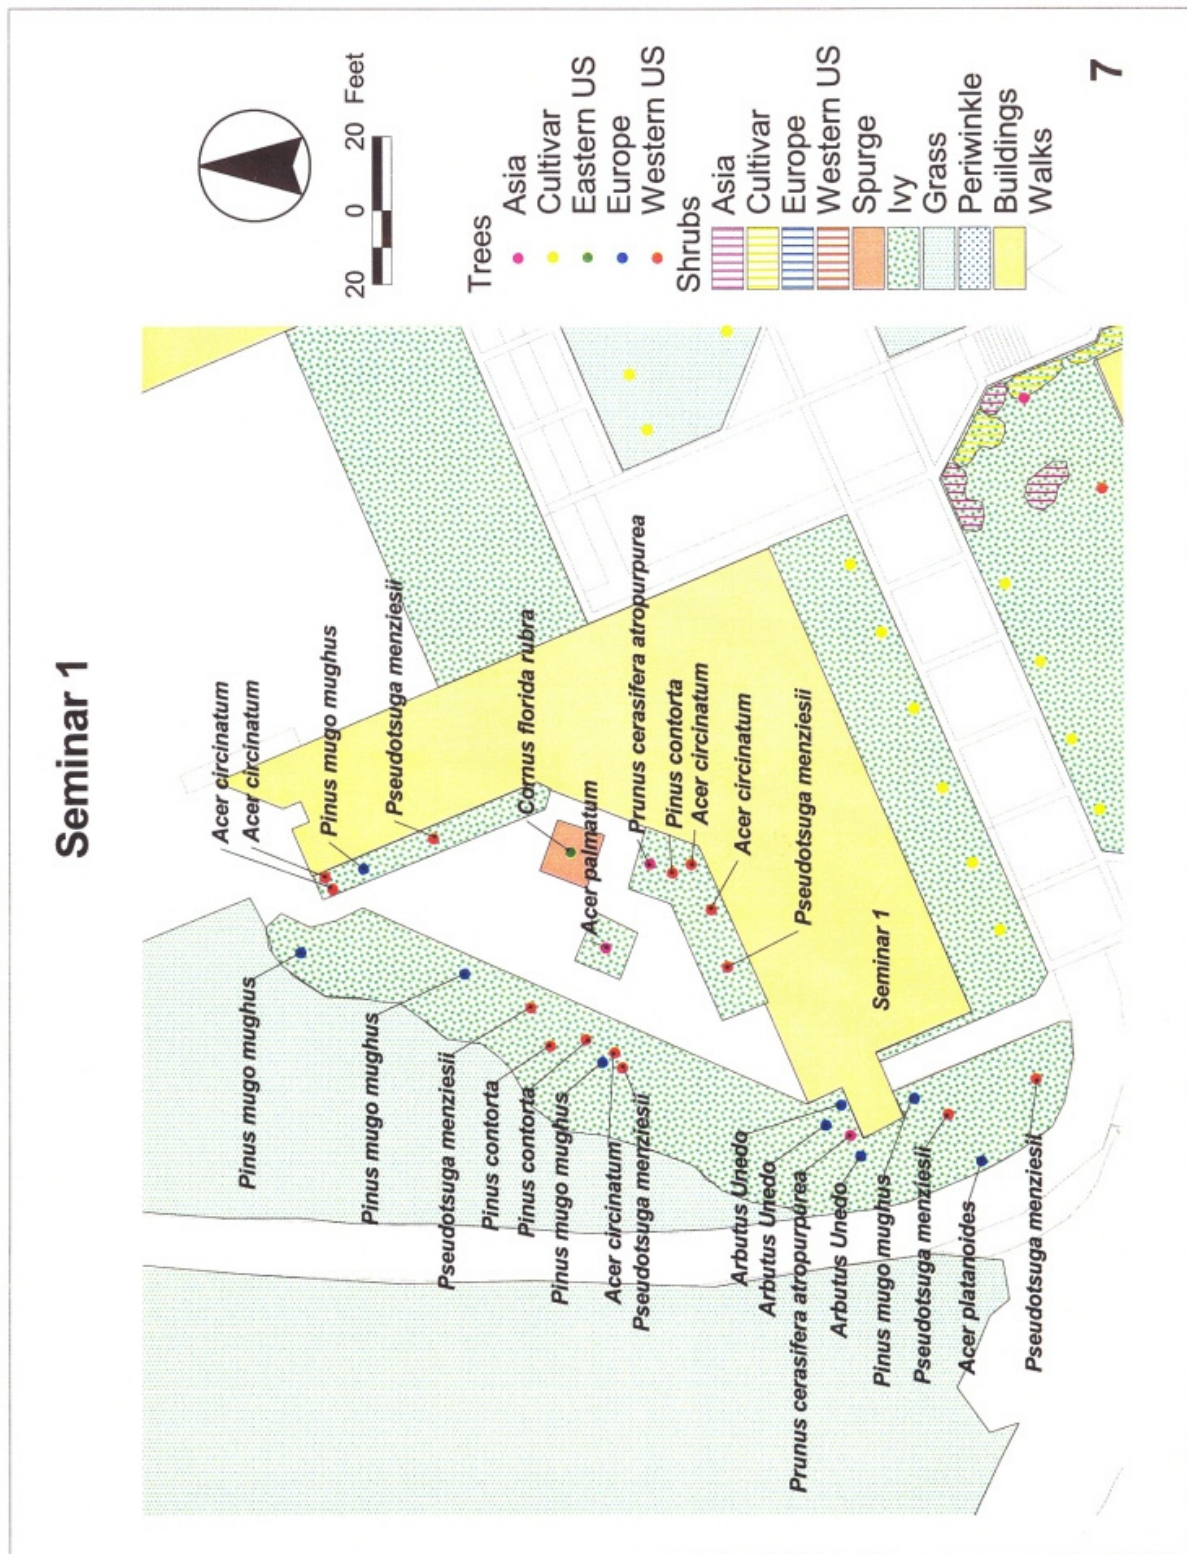 Seminar 1
Acer circinatum
Acer circinatum
Pinus mugo mughus
Pseudotsuga menziesii
Cornus florida rubra
Acer palmatum
Prunus cerasifera atropurpurea
Pinus contorta
Acer circinatum
Acer circinatum
Pseudotsuga menziesii
Seminar 1
Pinus mugo mughus
Pinus mugo mughus
Pseudotsuga menziesii
Pinus contorta
Pinus contorta
Pinus mugo mughus
Acer circinatum
Pseudotsuga menziesii
Arbutus Unedo
Arbutus Unedo
Prunus cerasifera atropurpurea
Arbutus Unedo
Pinus mugo mughus
Pseudotsuga menziesii
Acer platanoides
Pseudotsuga menziesii
20 0 20 Feet
Trees
Asia
Cultivar
Eastern US
Europe
Western US
Shrubs
Asia
Cultivar
Europe
Western US
Spurge
Ivy
Grass
Periwinkle
Buildings
Walks
7